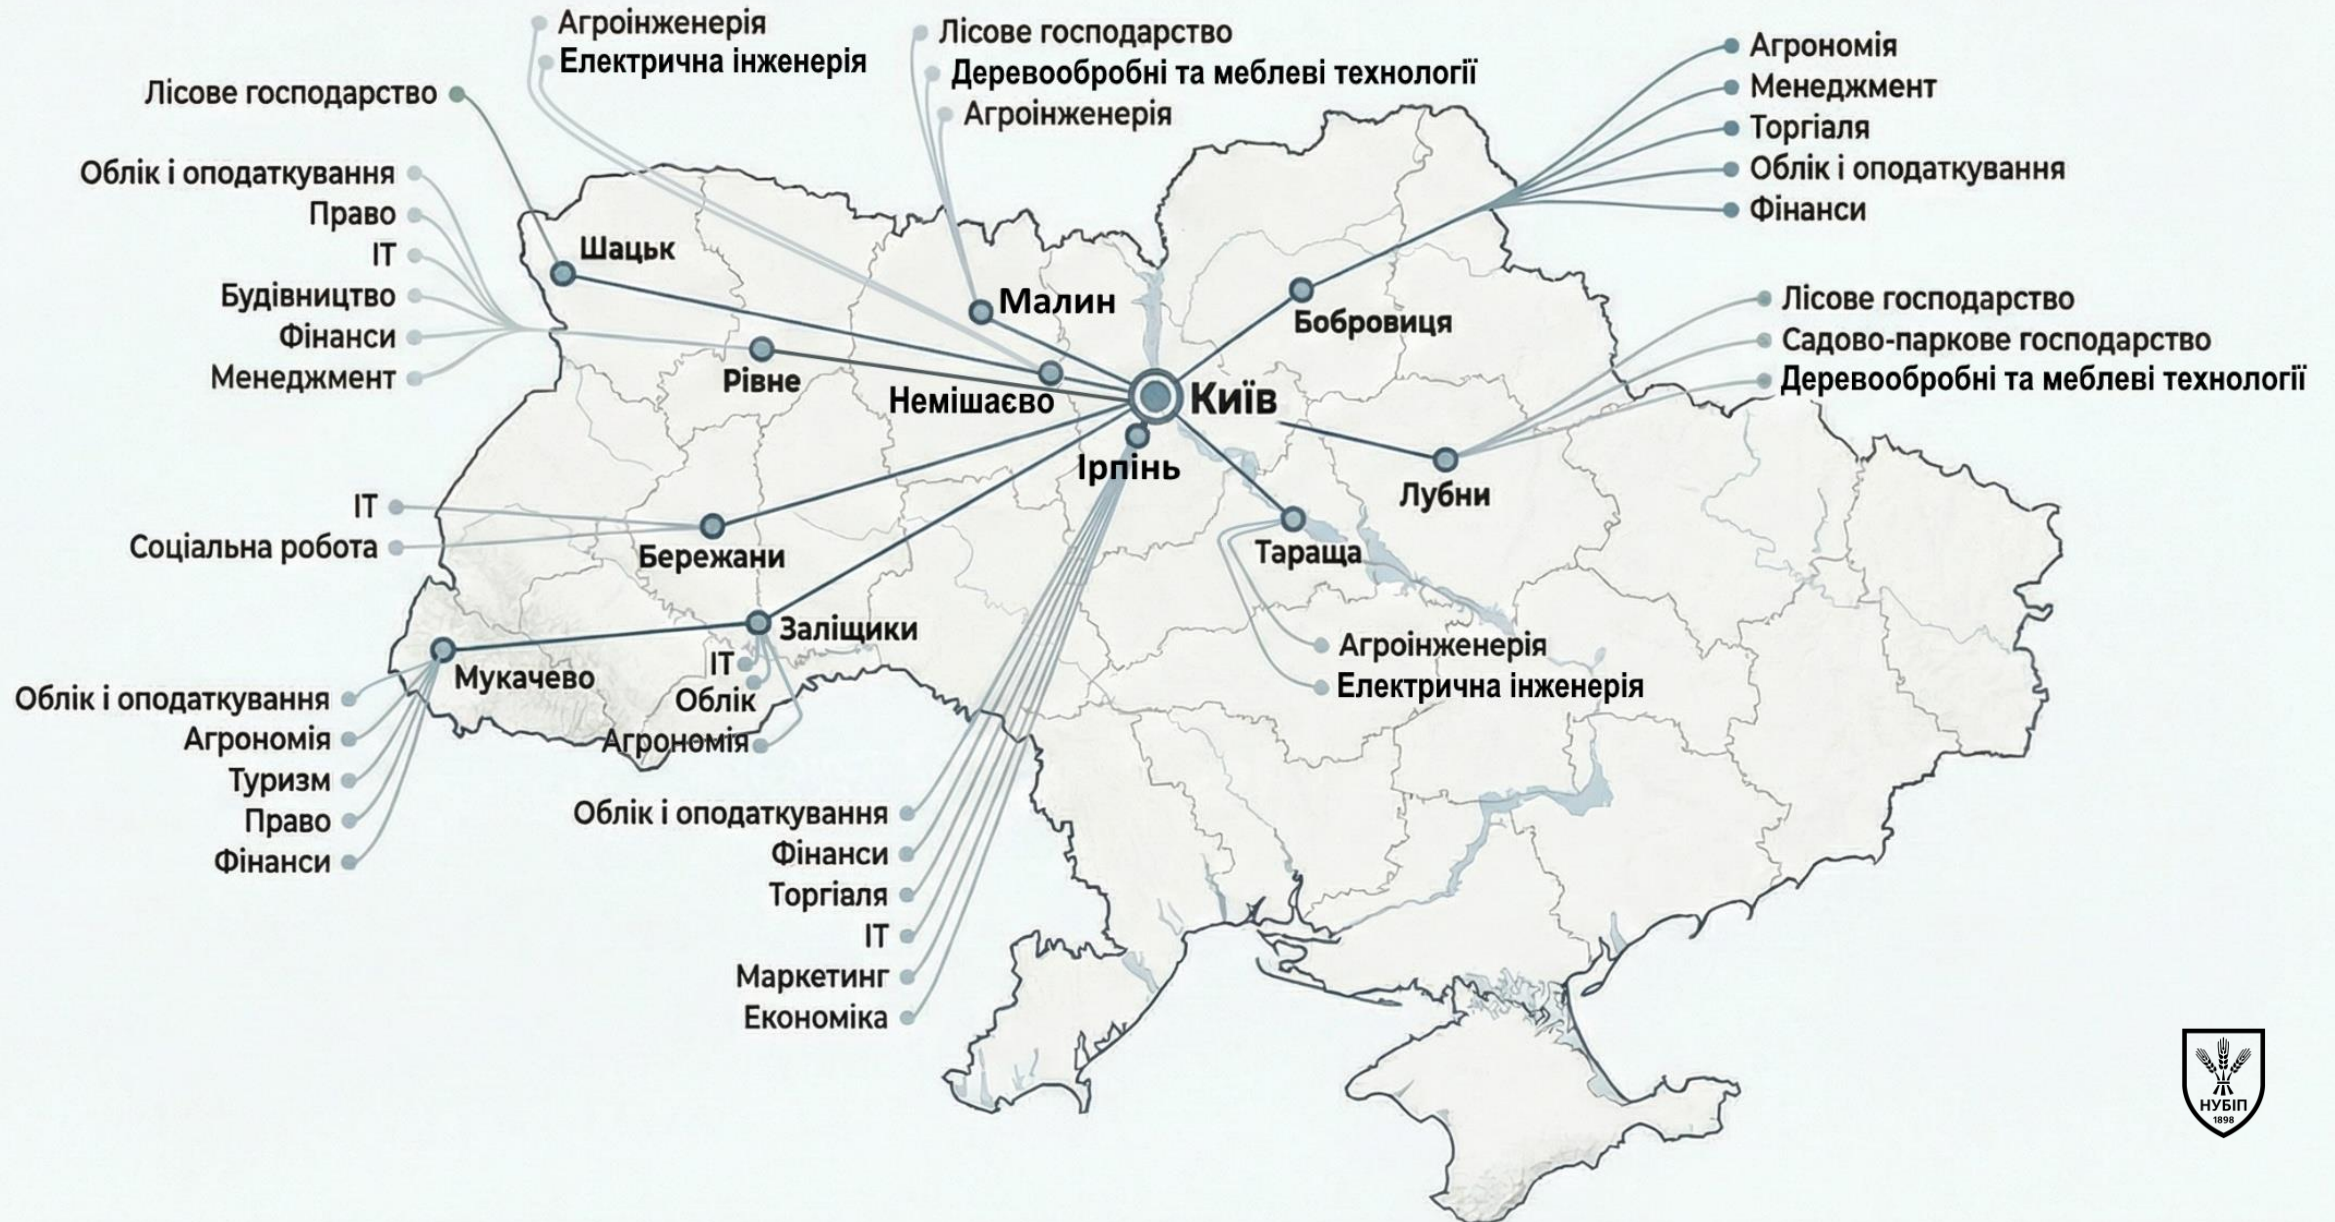 Агроінженерія
Електрична інженерія
Лісове господарство
Деревообробні та меблеві технології
Агроінженерія
Агрономія
Менеджмент
Торгіаля
Облік і оподаткування
Фінанси
Лісове господарство
Облік і оподаткування
Право
ІТ
Будівництво
Фінанси
Менеджмент
Шацьк
Малин
Бобровиця
Рівне
Немішаєво
Київ
Ірпінь
Лісове господарство
Садово-паркове господарство
Деревообробні та меблеві технології
Лубни
ІТ
Соціальна робота
Бережани
Тараща
Агроінженерія
Електрична інженерія
Заліщики
ІТ
Облік
Агрономія
Мукачево
Облік і оподаткування
Агрономія
Туризм
Право
Фінанси
Облік і оподаткування
Фінанси
Торгіаля
ІТ
Маркетинг
Економіка
НУБІП
1898